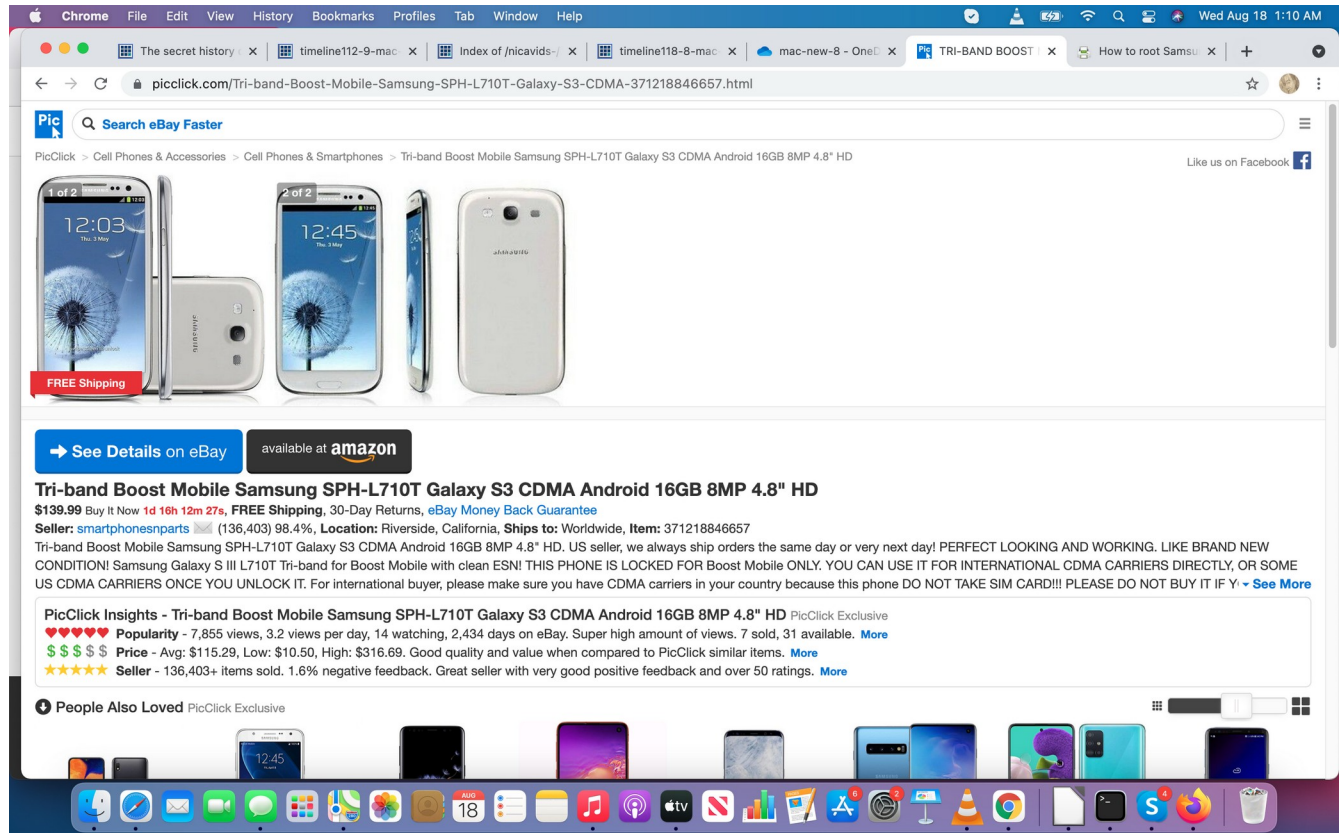 Chrome File Edit View History Bookmarks Profiles Tab Window Help Wed Aug 18 1:10 AM
The secret history timeline112-9-mac- Index of /nicavids- timeline118-8-mac- mac-new-8 - OneD TRI-BAND BOOST How to root Samsu
picclick.com/Tri-band-Boost-Mobile-Samsung-SPH-L710T-Galaxy-S3-CDMA-371218846657.html
Pic Search eBay Faster
PicClick > Cell Phones & Accessories > Cell Phones & Smartphones > Tri-band Boost Mobile Samsung SPH-L710T Galaxy S3 CDMA Android 16GB 8MP 4.8" HD Like us on Facebook
1 of 2
12:03
Thu. 3 May
SAMSUNG
2 of 2
12:45
Thu. 3 May
SAMSUNG
FREE Shipping
See Details on eBay available at amazon
Tri-band Boost Mobile Samsung SPH-L710T Galaxy S3 CDMA Android 16GB 8MP 4.8" HD
$139.99 Buy It Now 1d 16h 12m 27s, FREE Shipping, 30-Day Returns, eBay Money Back Guarantee
Seller: smartphonesnparts (136,403) 98.4%, Location: Riverside, California, Ships to: Worldwide, Item: 371218846657
Tri-band Boost Mobile Samsung SPH-L710T Galaxy S3 CDMA Android 16GB 8MP 4.8" HD. US seller, we always ship orders the same day or very next day! PERFECT LOOKING AND WORKING. LIKE BRAND NEW
CONDITION! Samsung Galaxy S III L710T Tri-band for Boost Mobile with clean ESN! THIS PHONE IS LOCKED FOR Boost Mobile ONLY. YOU CAN USE IT FOR INTERNATIONAL CDMA CARRIERS DIRECTLY, OR SOME
US CDMA CARRIERS ONCE YOU UNLOCK IT. For international buyer, please make sure you have CDMA carriers in your country because this phone DO NOT TAKE SIM CARD!!! PLEASE DO NOT BUY IT IF Y See More
PicClick Insights - Tri-band Boost Mobile Samsung SPH-L710T Galaxy S3 CDMA Android 16GB 8MP 4.8" HD PicClick Exclusive
Popularity - 7,855 views, 3.2 views per day, 14 watching, 2,434 days on eBay. Super high amount of views. 7 sold, 31 available. More
$ $ $ $ $ Price - Avg: $115.29, Low: $10.50, High: $316.69. Good quality and value when compared to PicClick similar items. More
Seller - 136,403+ items sold. 1.6% negative feedback. Great seller with very good positive feedback and over 50 ratings. More
People Also Loved PicClick Exclusive
12:45
AUG
18
tv
6
2
4